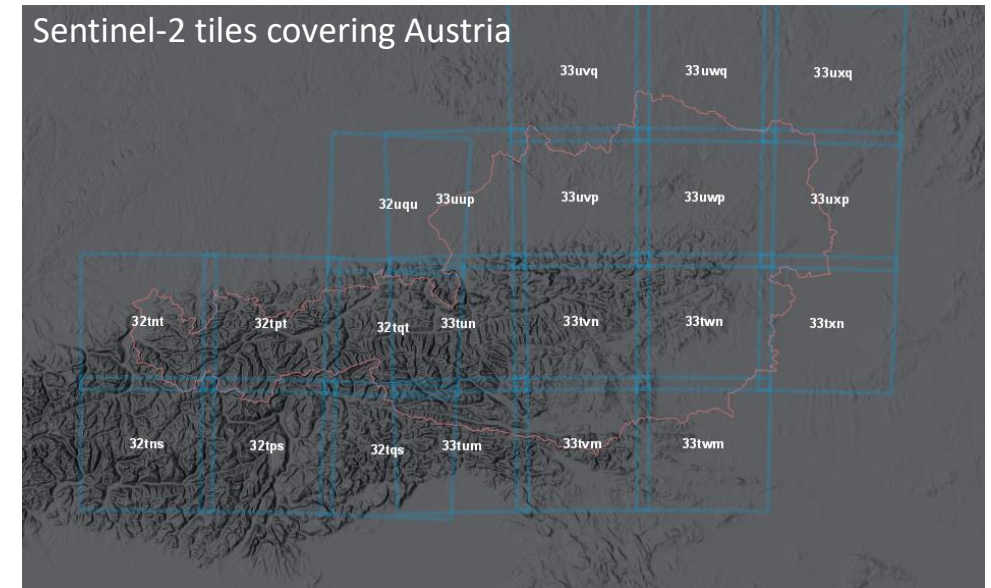 Sentinel-2 tiles covering Austria
33uvq 33uwq 33uxq
32uqu 33uup 33uvp 33uwp 33uxp
32tnt 32tpt 32tqt 33tun 33tvn 33twn 33txn
32tns 32tps 32tqs 33tum 33tvm 33twm